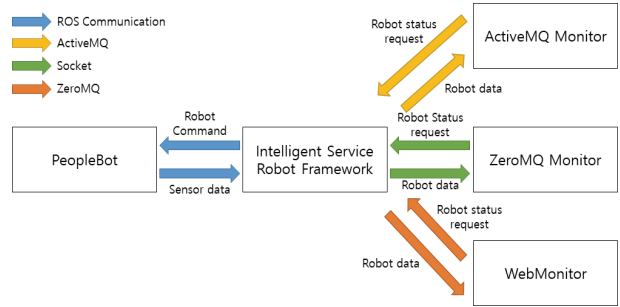 ROS Communication
ActiveMQ
Socket
ZeroMQ
Robot status
request
ActiveMQ Monitor
Robot data
Robot
Command
Robot Status
request
PeopleBot
Intelligent Service
Robot Framework
ZeroMQ Monitor
Sensor data
Robot data
Robot status
request
Robot data
WebMonitor